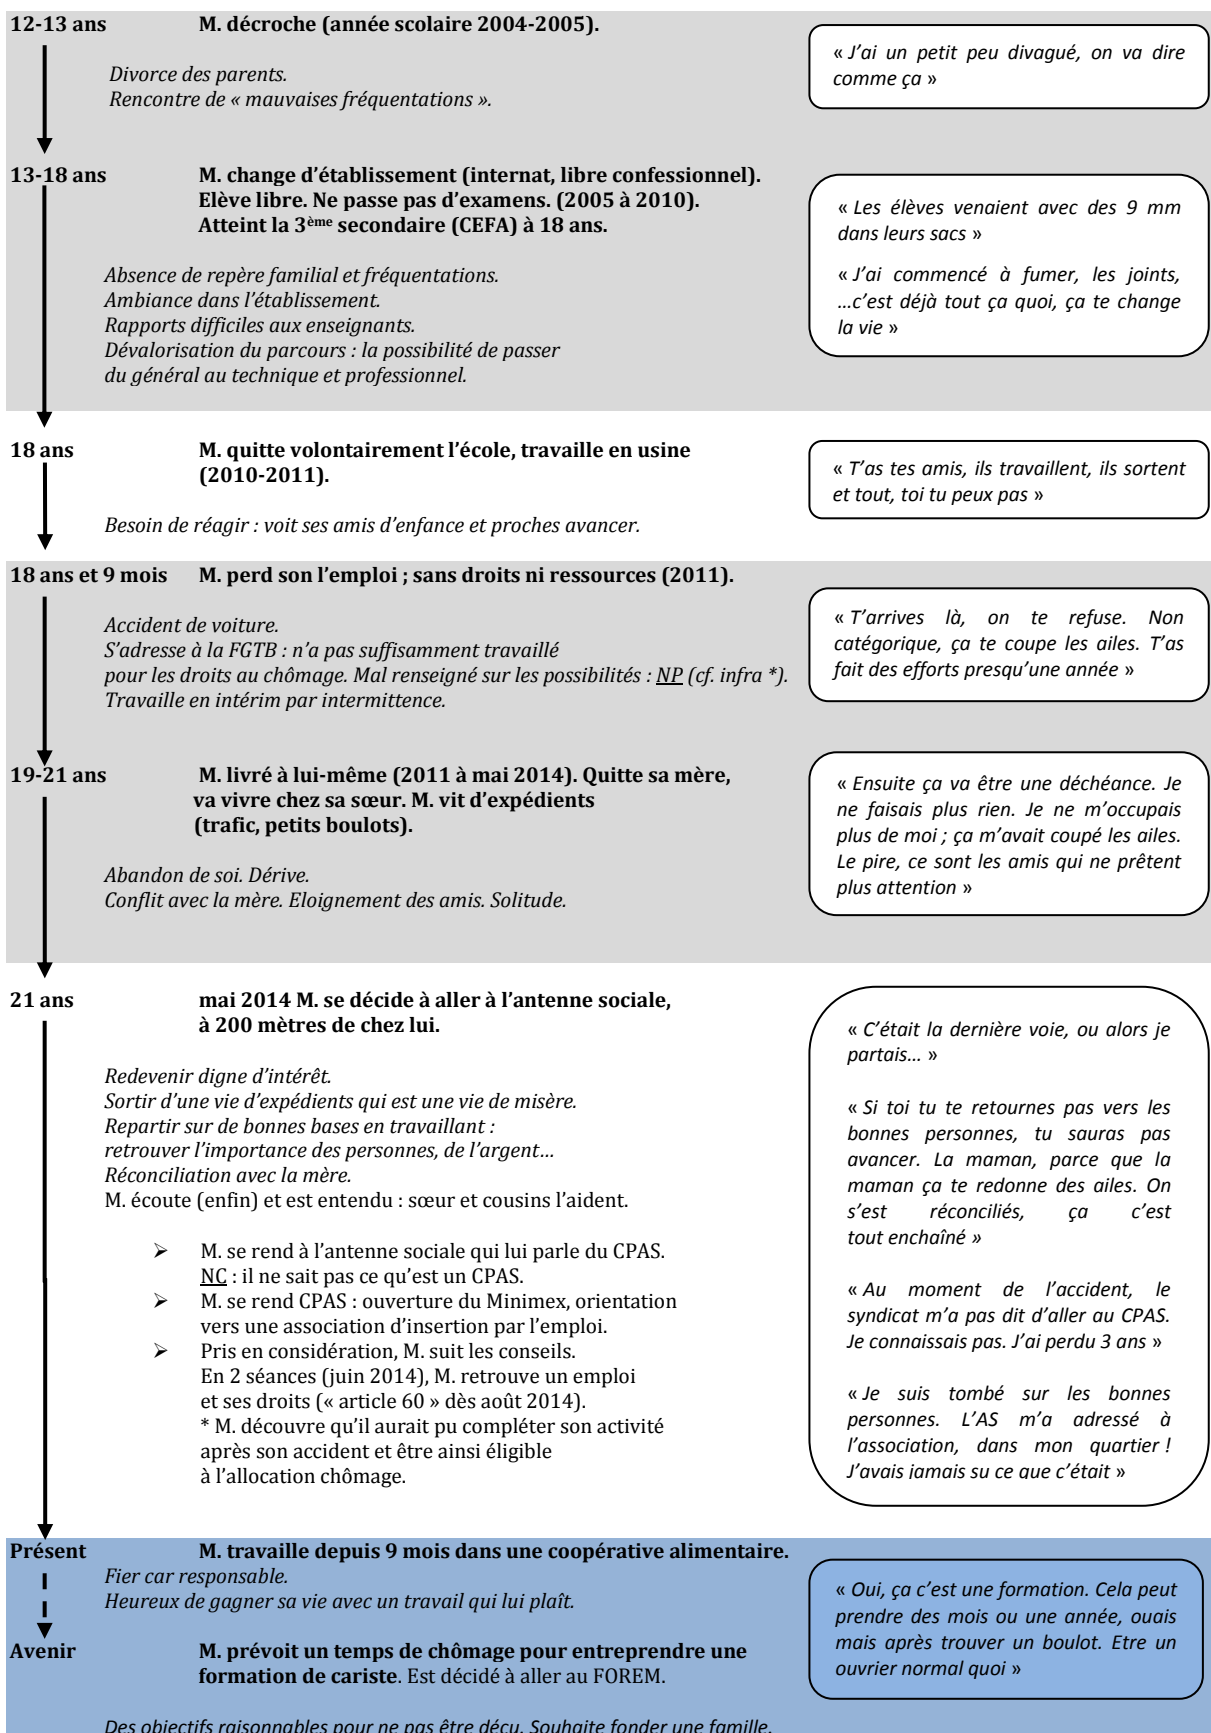 12-13 ans M. décroche (année scolaire 2004-2005).
« J’ai un petit peu divagué, on va dire
comme ça »
Divorce des parents.
Rencontre de « mauvaises fréquentations ».
13-18 ans M. change d’établissement (internat, libre confessionnel).
Elève libre. Ne passe pas d’examens. (2005 à 2010).
Atteint la 3ème secondaire (CEFA) à 18 ans.
« Les élèves venaient avec des 9 mm
dans leurs sacs »
« J’ai commencé à fumer, les joints,
…c’est déjà tout ça quoi, ça te change
la vie »
Absence de repère familial et fréquentations.
Ambiance dans l’établissement.
Rapports difficiles aux enseignants.
Dévalorisation du parcours : la possibilité de passer
du général au technique et professionnel.
18 ans M. quitte volontairement l’école, travaille en usine
(2010-2011).
« T’as tes amis, ils travaillent, ils sortent
et tout, toi tu peux pas »
Besoin de réagir : voit ses amis d’enfance et proches avancer.
18 ans et 9 mois M. perd son l’emploi ; sans droits ni ressources (2011).
« T’arrives là, on te refuse. Non
catégorique, ça te coupe les ailes. T’as
fait des efforts presqu’une année »
Accident de voiture.
S’adresse à la FGTB : n’a pas suffisamment travaillé
pour les droits au chômage. Mal renseigné sur les possibilités : NP (cf. infra *).
Travaille en intérim par intermittence.
19-21 ans M. livré à lui-même (2011 à mai 2014). Quitte sa mère,
va vivre chez sa sœur. M. vit d’expédients
(trafic, petits boulots).
« Ensuite ça va être une déchéance. Je
ne faisais plus rien. Je ne m’occupais
plus de moi ; ça m’avait coupé les ailes.
Le pire, ce sont les amis qui ne prêtent
plus attention »
Abandon de soi. Dérive.
Conflit avec la mère. Eloignement des amis. Solitude.
21 ans mai 2014 M. se décide à aller à l’antenne sociale,
à 200 mètres de chez lui.
« C’était la dernière voie, ou alors je
partais… »
« Si toi tu te retournes pas vers les
bonnes personnes, tu sauras pas
avancer. La maman, parce que la
maman ça te redonne des ailes. On
s’est réconciliés, ça c’est
tout enchaîné »
« Au moment de l’accident, le
syndicat m’a pas dit d’aller au CPAS.
Je connaissais pas. J’ai perdu 3 ans »
« Je suis tombé sur les bonnes
personnes. L’AS m’a adressé à
l’association, dans mon quartier !
J’avais jamais su ce que c’était »
Redevenir digne d’intérêt.
Sortir d’une vie d’expédients qui est une vie de misère.
Repartir sur de bonnes bases en travaillant :
retrouver l’importance des personnes, de l’argent…
Réconciliation avec la mère.
M. écoute (enfin) et est entendu : sœur et cousins l’aident.
➢ M. se rend à l’antenne sociale qui lui parle du CPAS.
NC : il ne sait pas ce qu’est un CPAS.
➢ M. se rend CPAS : ouverture du Minimex, orientation
vers une association d’insertion par l’emploi.
➢ Pris en considération, M. suit les conseils.
En 2 séances (juin 2014), M. retrouve un emploi
et ses droits (« article 60 » dès août 2014).
* M. découvre qu’il aurait pu compléter son activité
après son accident et être ainsi éligible
à l’allocation chômage.
Présent M. travaille depuis 9 mois dans une coopérative alimentaire.
Fier car responsable.
Heureux de gagner sa vie avec un travail qui lui plaît.
« Oui, ça c’est une formation. Cela peut
prendre des mois ou une année, ouais
mais après trouver un boulot. Etre un
ouvrier normal quoi »
Avenir M. prévoit un temps de chômage pour entreprendre une
formation de cariste. Est décidé à aller au FOREM.
Des objectifs raisonnables pour ne pas être déçu. Souhaite fonder une famille.